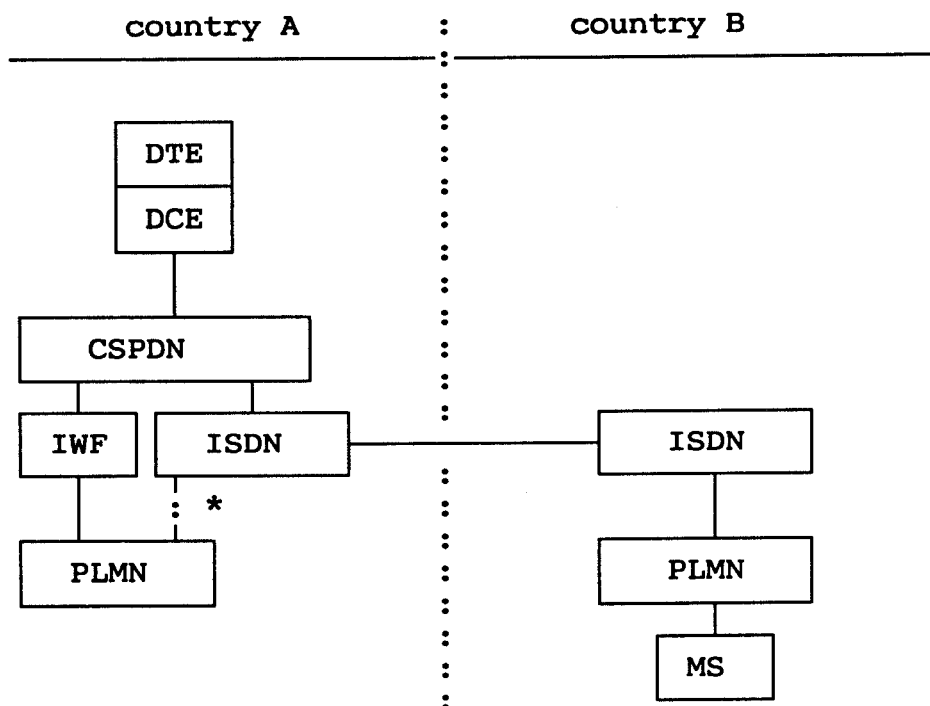 country A
country B
DTE
DCE
CSPDN
IWF
ISDN
ISDN
*
PLMN
PLMN
MS